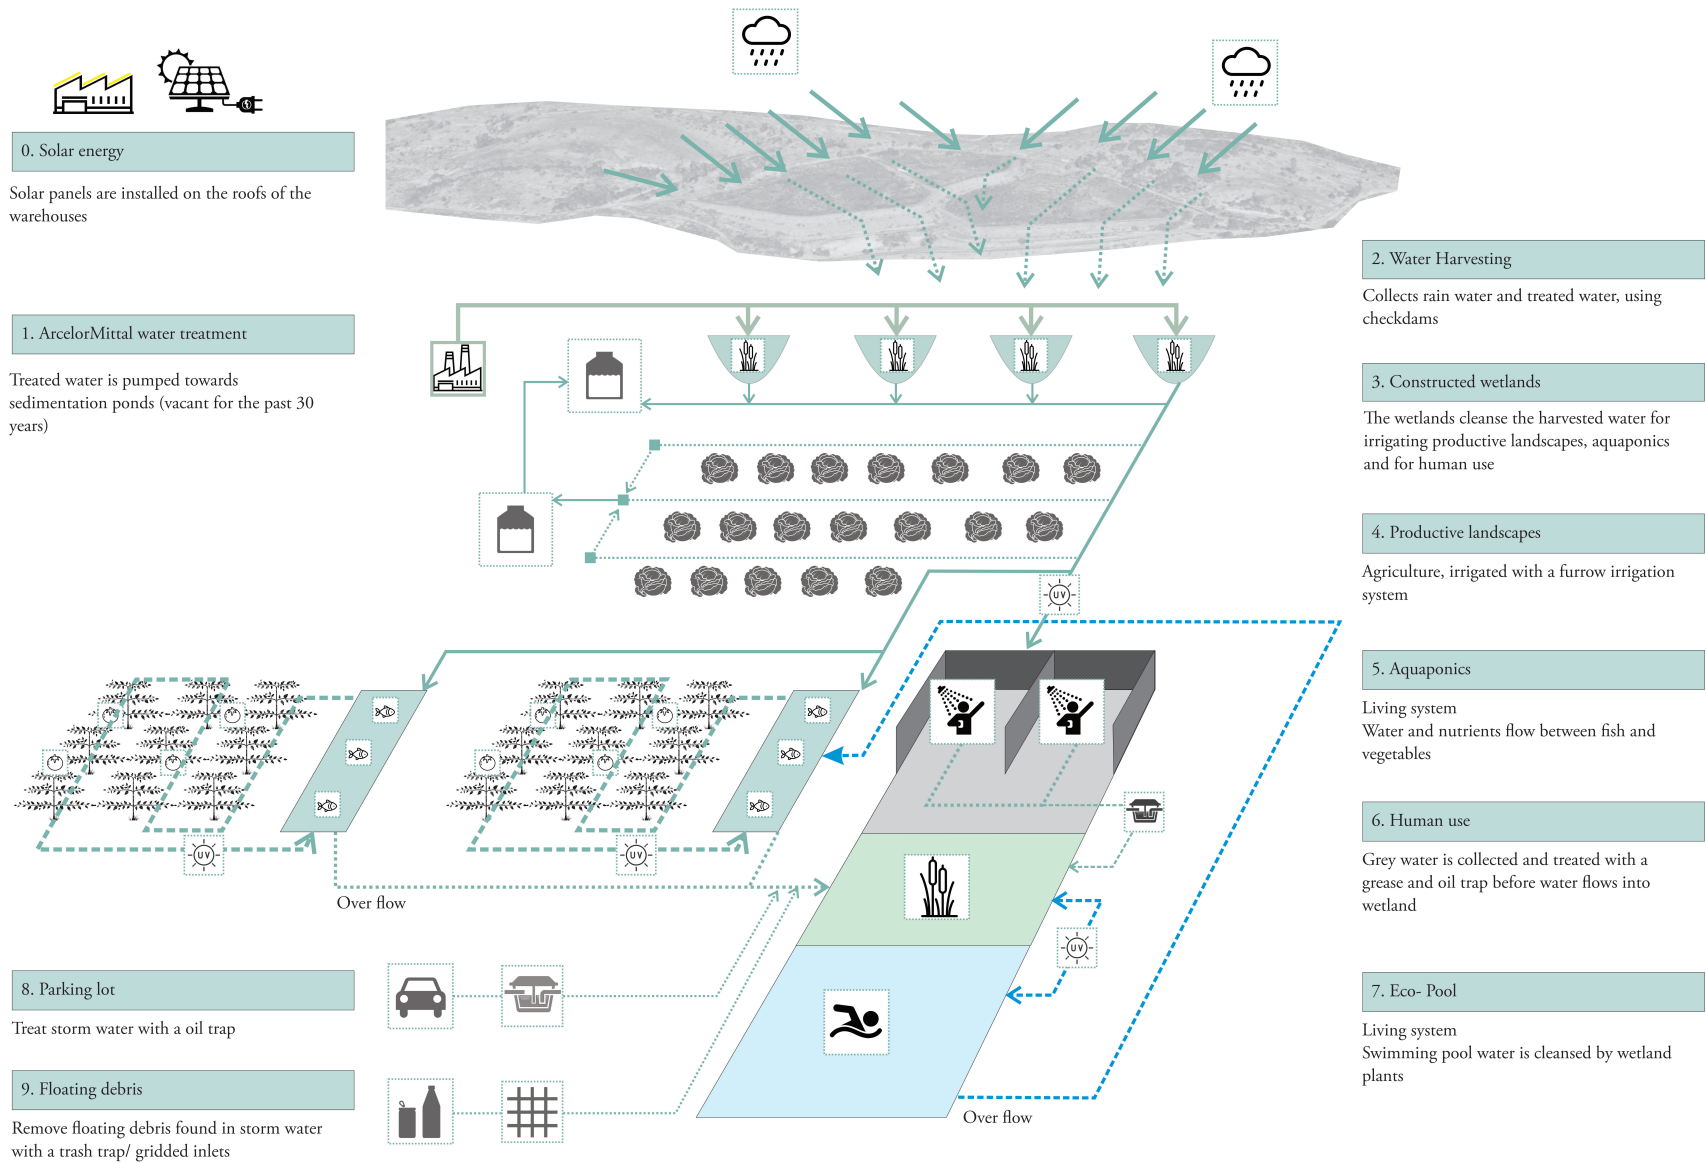 0. Solar energy
Solar panels are installed on the roofs of the
warehouses
1. ArcelorMittal water treatment
Treated water is pumped towards
sedimentation ponds (vacant for the past 30
years)
2. Water Harvesting
Collects rain water and treated water, using
checkdams
3. Constructed wetlands
The wetlands cleanse the harvested water for
irrigating productive landscapes, aquaponics
and for human use
4. Productive landscapes
Agriculture, irrigated with a furrow irrigation
system
UV
5. Aquaponics
Living system
Water and nutrients flow between fish and
vegetables
6. Human use
Grey water is collected and treated with a
grease and oil trap before water flows into
wetland
UV
UV
Over flow
UV
7. Eco- Pool
Living system
Swimming pool water is cleansed by wetland
plants
8. Parking lot
Treat storm water with a oil trap
9. Floating debris
Remove floating debris found in storm water
with a trash trap/ gridded inlets
Over flow